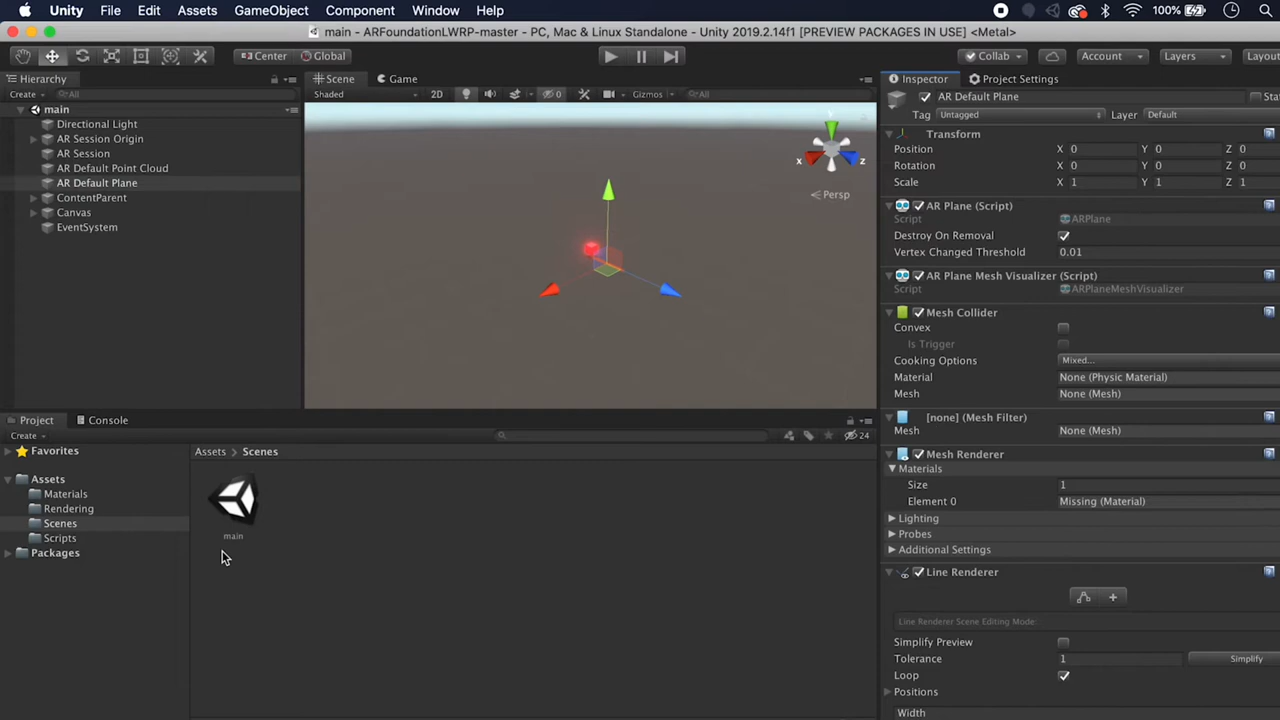 Unity File Edit Assets GameObject Component Window Help 100%
main - ARFoundationLWRP-master - PC, Mac & Linux Standalone - Unity 2019.2.14f1 [PREVIEW PACKAGES IN USE] <Metal>
Center Global Collab Account Layers Layout
Hierarchy Scene Game Inspector Project Settings
Create All Shaded 2D 0 Gizmos All AR Default Plane
Tag Untagged Layer Default
main
Directional Light
AR Session Origin
AR Session
AR Default Point Cloud
AR Default Plane
ContentParent
Canvas
EventSystem
x z
Persp
Transform
Position X 0 Y 0 Z 0
Rotation X 0 Y 0 Z 0
Scale X 1 Y 1 Z 1
AR Plane (Script)
Script ARPlane
Destroy On Removal
Vertex Changed Threshold 0.01
AR Plane Mesh Visualizer (Script)
Script ARPlaneMeshVisualizer
Mesh Collider
Convex
Is Trigger
Cooking Options Mixed...
Material None (Physic Material)
Mesh None (Mesh)
[none] (Mesh Filter)
Mesh None (Mesh)
Mesh Renderer
Materials
Size 1
Element 0 Missing (Material)
Lighting
Probes
Additional Settings
Line Renderer
Line Renderer Scene Editing Mode:
Simplify Preview
Tolerance 1 Simplify
Loop
Positions
Width
Project Console
Create 24
Favorites
Assets
Materials
Rendering
Scenes
Scripts
Packages
Assets > Scenes
main